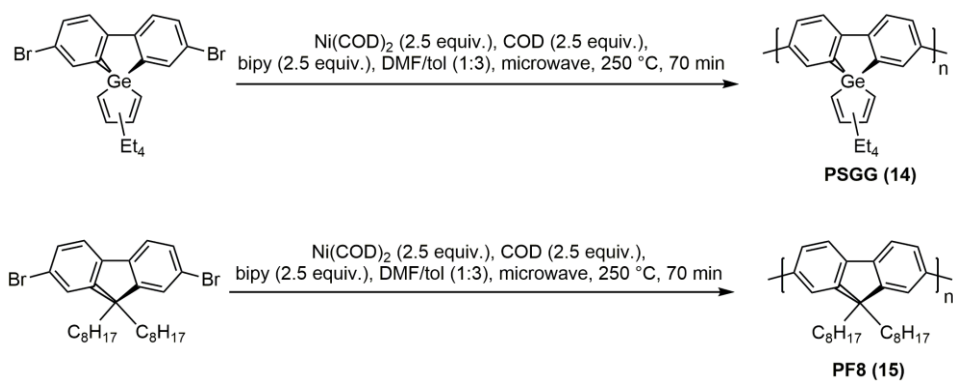 Ni(COD)2 (2.5 equiv.), COD (2.5 equiv.),
bipy (2.5 equiv.), DMF/tol (1:3), microwave, 250 °C, 70 min
Br
Br
Ge
Et4
Ge
n
Et4
PSGG (14)
Ni(COD)2 (2.5 equiv.), COD (2.5 equiv.),
bipy (2.5 equiv.), DMF/tol (1:3), microwave, 250 °C, 70 min
Br
Br
C8H17 C8H17
n
C8H17 C8H17
PF8 (15)